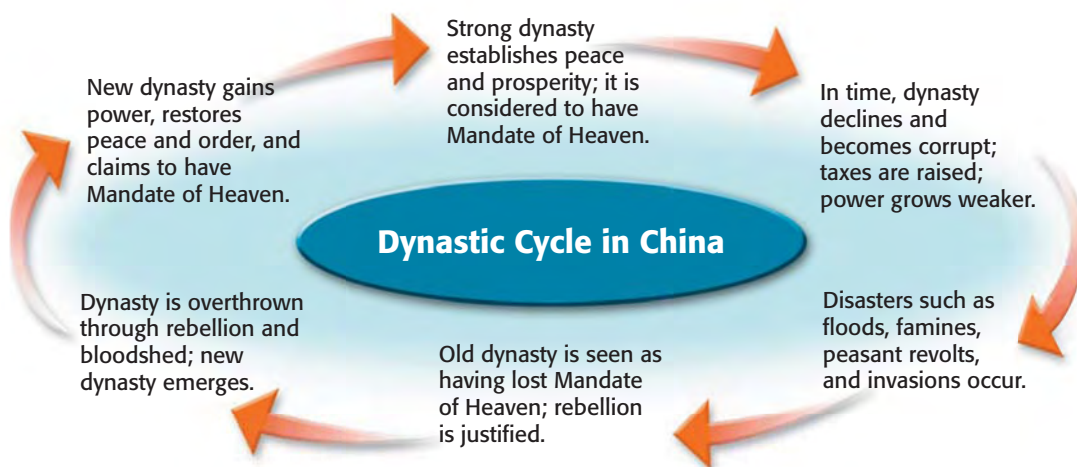 Strong dynasty
establishes peace
and prosperity; it is
considered to have
Mandate of Heaven.
In time, dynasty
declines and
becomes corrupt;
taxes are raised;
power grows weaker.
Disasters such as
floods, famines,
peasant revolts,
and invasions occur.
Old dynasty is seen as
having lost Mandate
of Heaven; rebellion
is justified.
Dynasty is overthrown
through rebellion and
bloodshed; new
dynasty emerges.
New dynasty gains
power, restores
peace and order, and
claims to have
Mandate of Heaven.
Dynastic Cycle in China